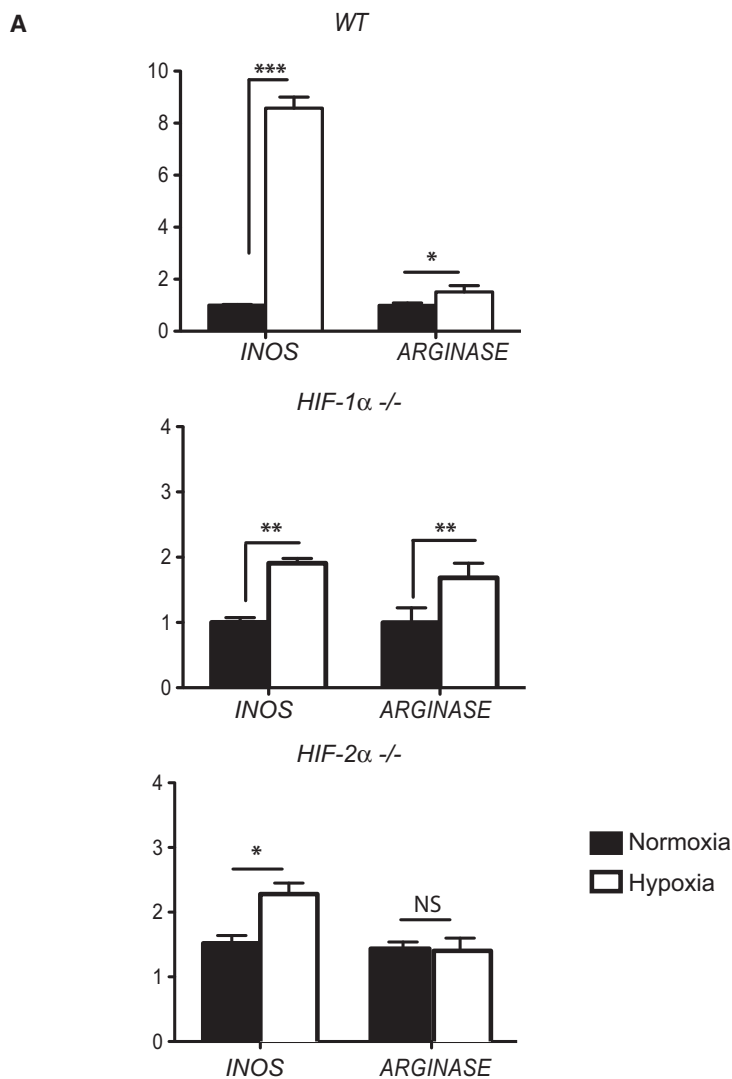 A
WT
10
***
8
6
4
*
2
0
INOS ARGINASE
HIF-1α -/-
4
3
** **
2
1
0
INOS ARGINASE
HIF-2α -/-
4
Normoxia
3
*
Hypoxia
NS
2
1
0
INOS ARGINASE